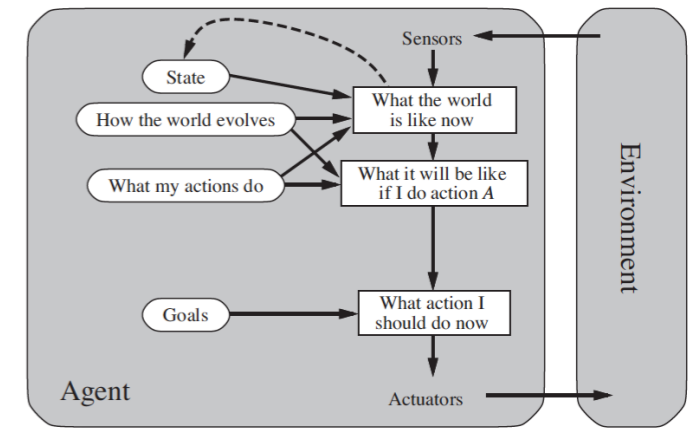 Sensors
State
What the world
is like now
How the world evolves
What my actions do
What it will be like
if I do action A
Environment
Goals
What action I
should do now
Agent
Actuators